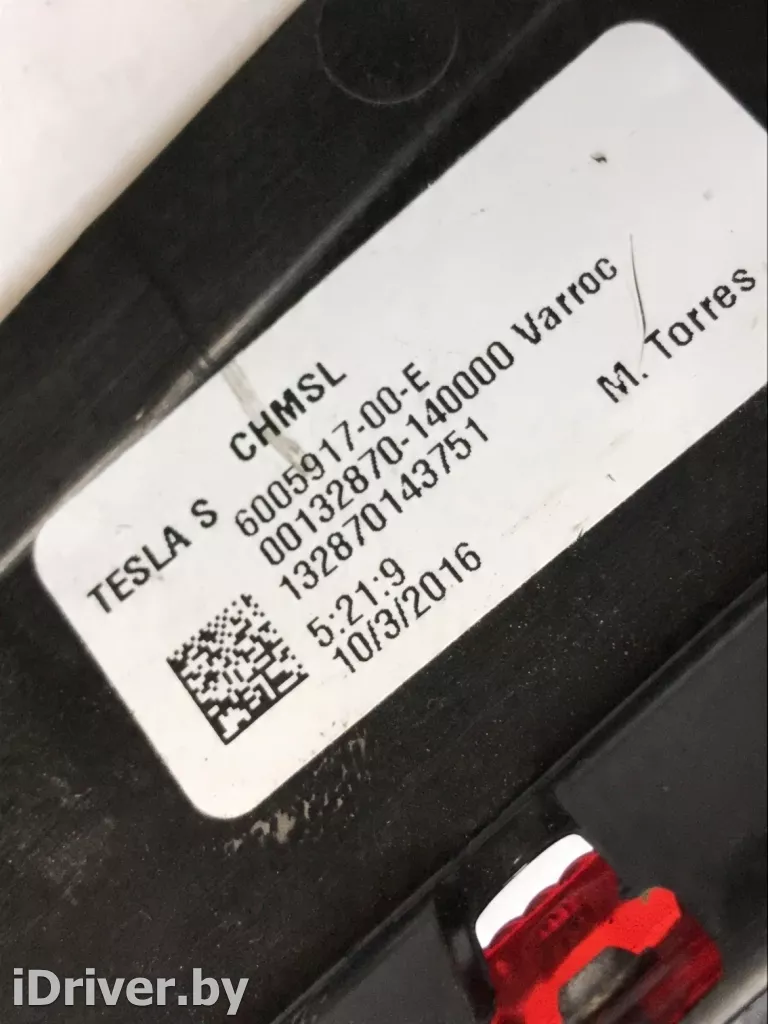 TESLA S CHMSL
6005917-00-E
00132870-140000 Varroc
132870143751
5:21:9 M. Torres
10/3/2016
iDriver.by